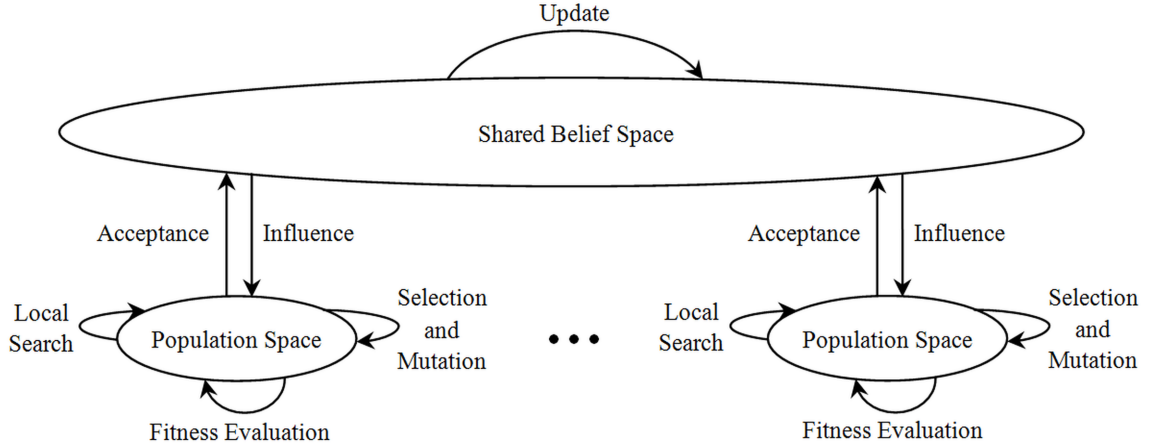 Update
Shared Belief Space
Acceptance
Influence
Acceptance
Influence
Local
Search
Population Space
Selection
and
Mutation
Fitness Evaluation
Local
Search
Population Space
Selection
and
Mutation
Fitness Evaluation